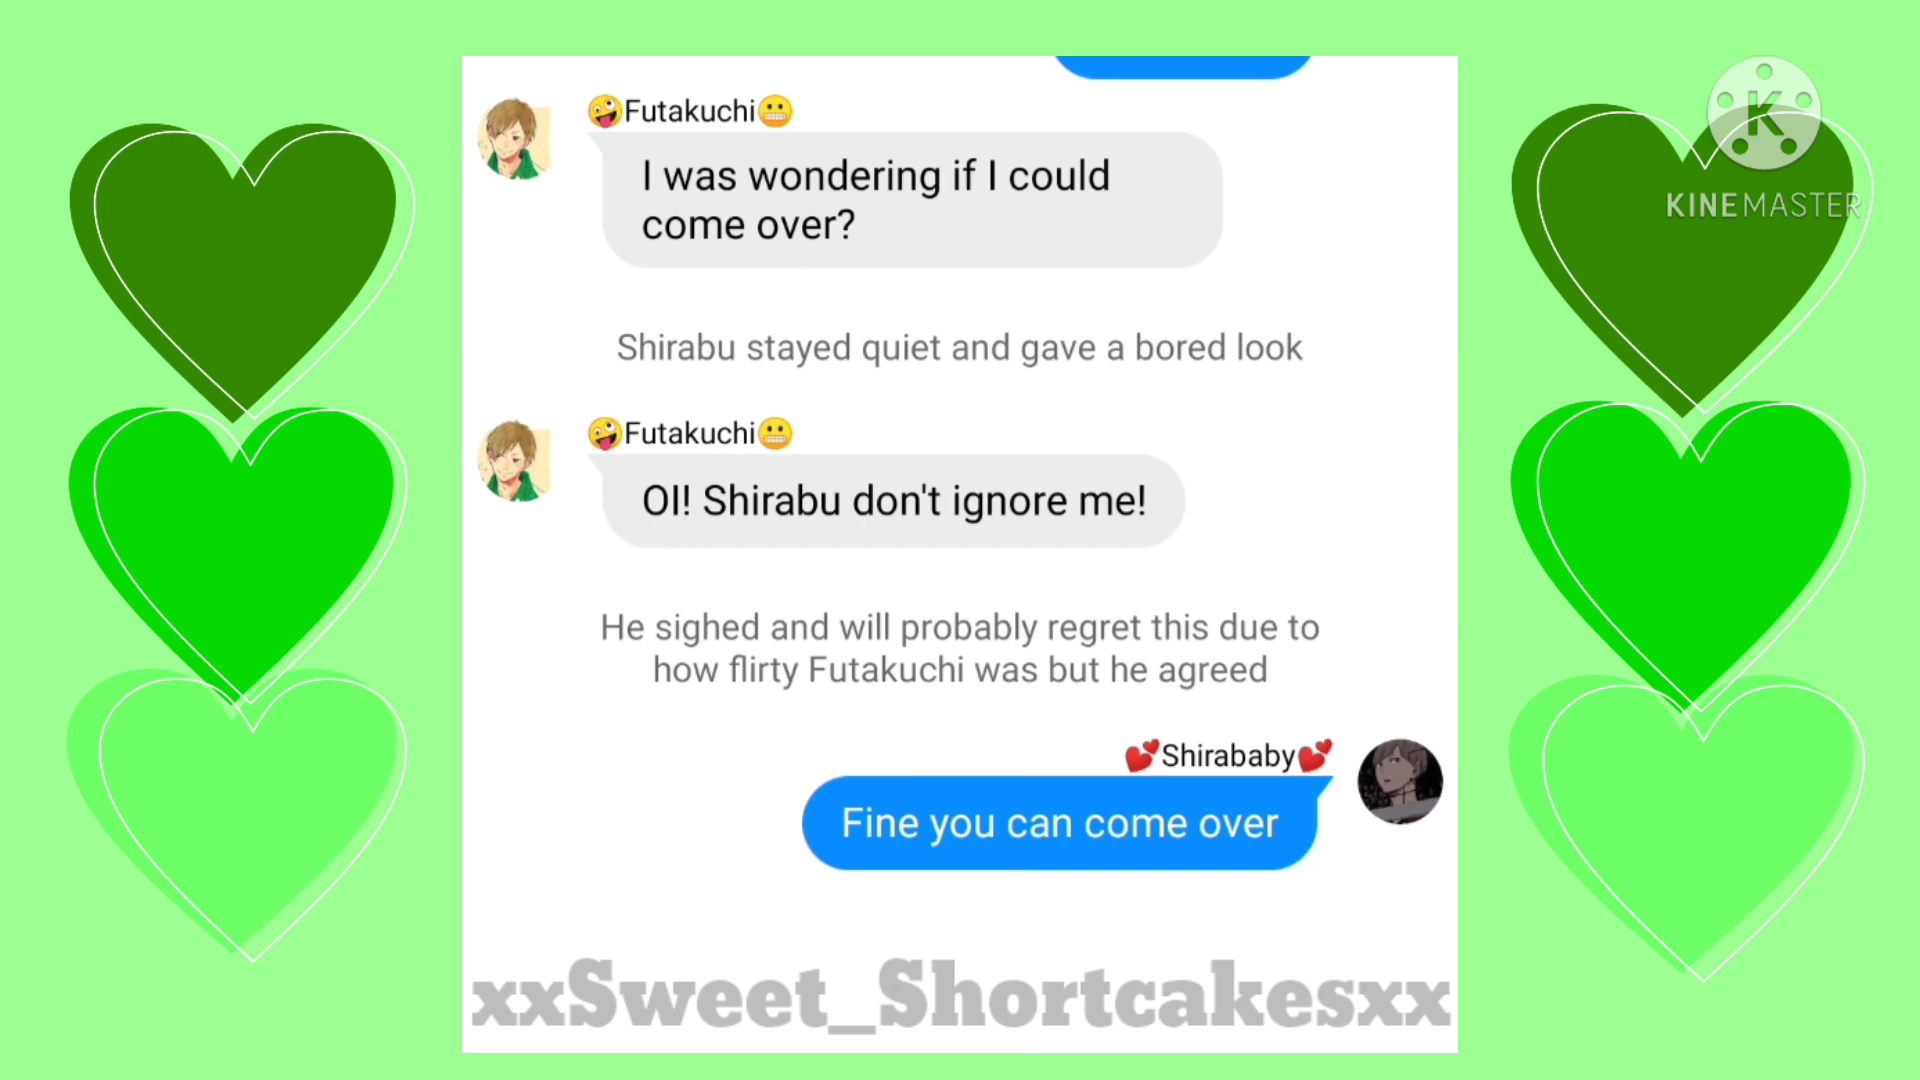 🤪Futakuchi😬
I was wondering if I could
come over?
Shirabu stayed quiet and gave a bored look
🤪Futakuchi😬
OI! Shirabu don't ignore me!
He sighed and will probably regret this due to
how flirty Futakuchi was but he agreed
💕Shirababy💕
Fine you can come over
xxSweet_Shortcakesxx
K
KINEMASTER